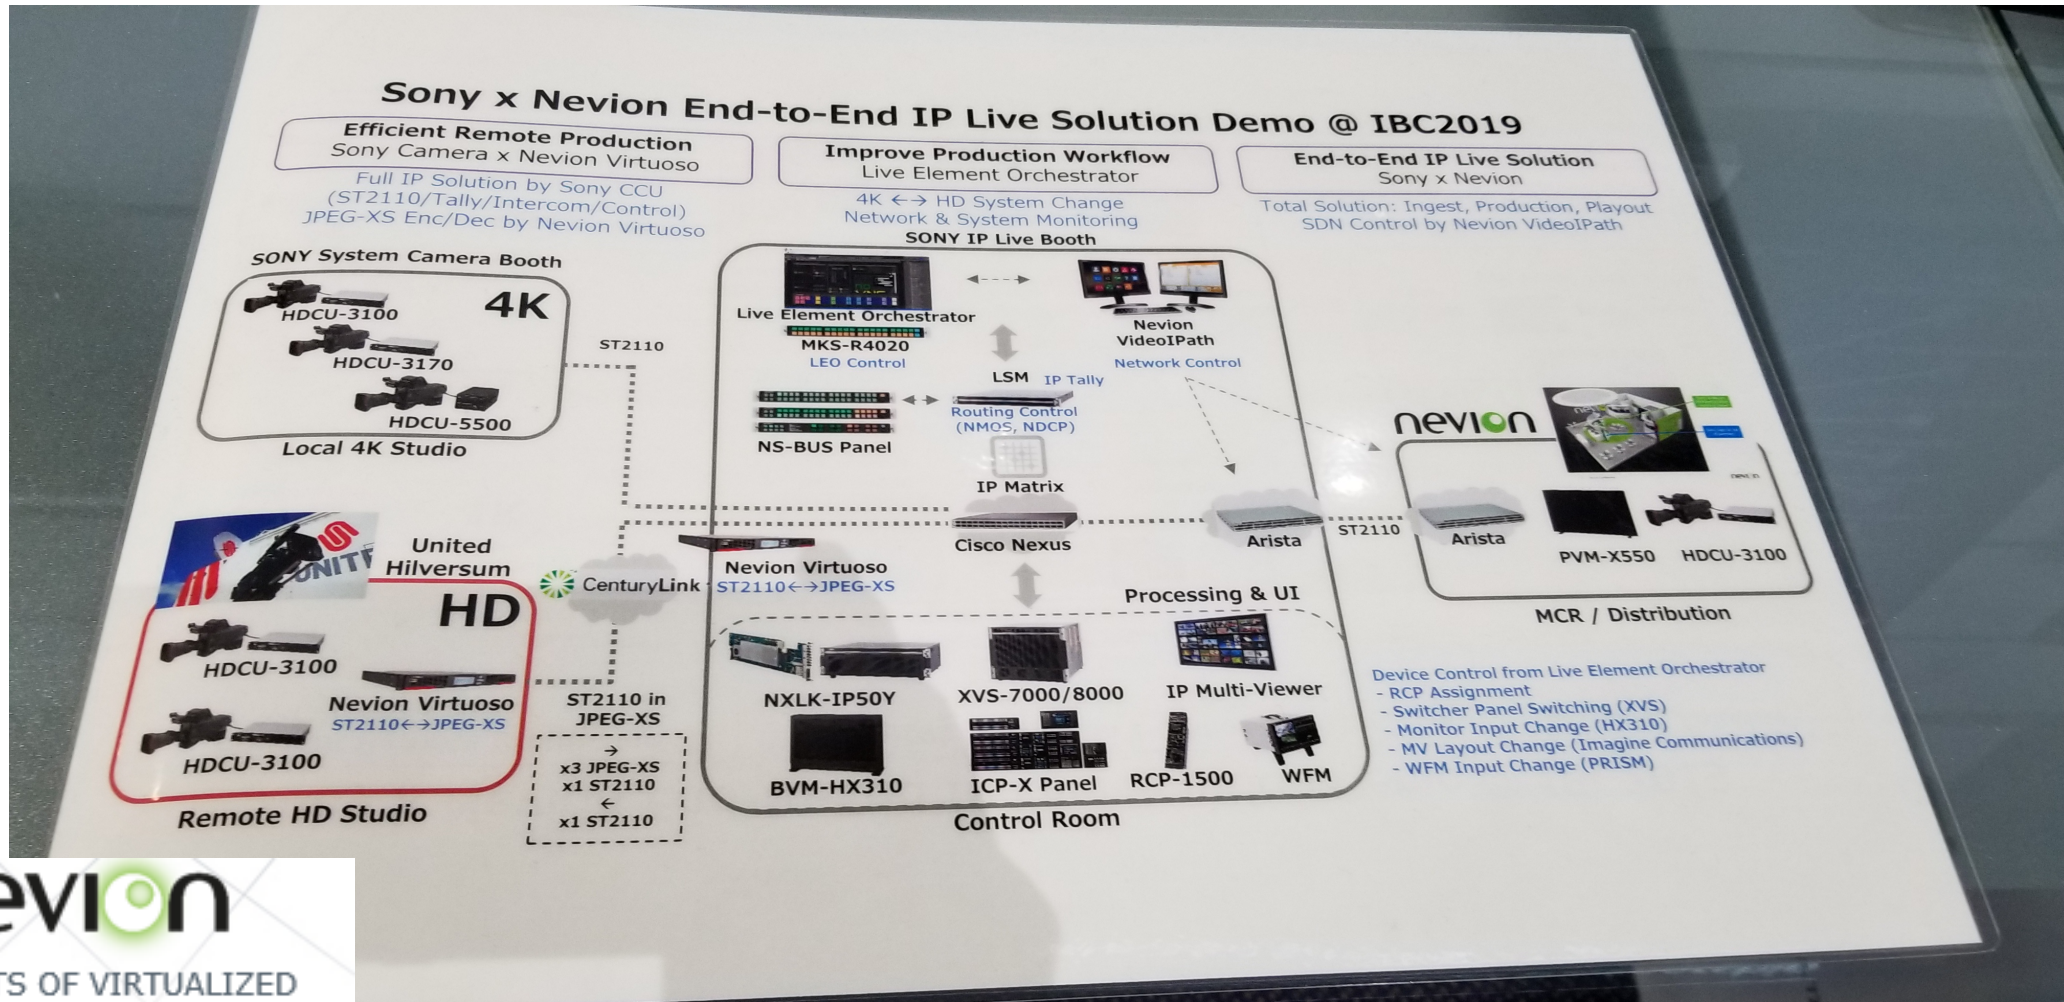 Sony x Nevion End-to-End IP Live Solution Demo @ IBC2019
Efficient Remote Production
Sony Camera x Nevion Virtuoso
Full IP Solution by Sony CCU
(ST2110/Tally/Intercom/Control)
JPEG-XS Enc/Dec by Nevion Virtuoso
Improve Production Workflow
Live Element Orchestrator
4K ←→ HD System Change
Network & System Monitoring
End-to-End IP Live Solution
Sony x Nevion
Total Solution: Ingest, Production, Playout
SDN Control by Nevion VideoIPath
SONY System Camera Booth
4K
HDCU-3100
HDCU-3170
HDCU-5500
Local 4K Studio
ST2110
SONY IP Live Booth
Live Element Orchestrator
MKS-R4020
LEO Control
Nevion
VideoIPath
Network Control
LSM
IP Tally
Routing Control
(NMOS, NDCP)
NS-BUS Panel
IP Matrix
Cisco Nexus
Arista
ST2110
nevion
Arista
PVM-X550
HDCU-3100
MCR / Distribution
UNITE
United
Hilversum
HD
HDCU-3100
Nevion Virtuoso
ST2110←→JPEG-XS
HDCU-3100
Remote HD Studio
CenturyLink
Nevion Virtuoso
ST2110←→JPEG-XS
ST2110 in
JPEG-XS
→
x3 JPEG-XS
x1 ST2110
←
x1 ST2110
Processing & UI
NXLK-IP50Y
XVS-7000/8000
IP Multi-Viewer
BVM-HX310
ICP-X Panel
RCP-1500
WFM
Control Room
Device Control from Live Element Orchestrator
- RCP Assignment
- Switcher Panel Switching (XVS)
- Monitor Input Change (HX310)
- MV Layout Change (Imagine Communications)
- WFM Input Change (PRISM)
evion
TS OF VIRTUALIZED